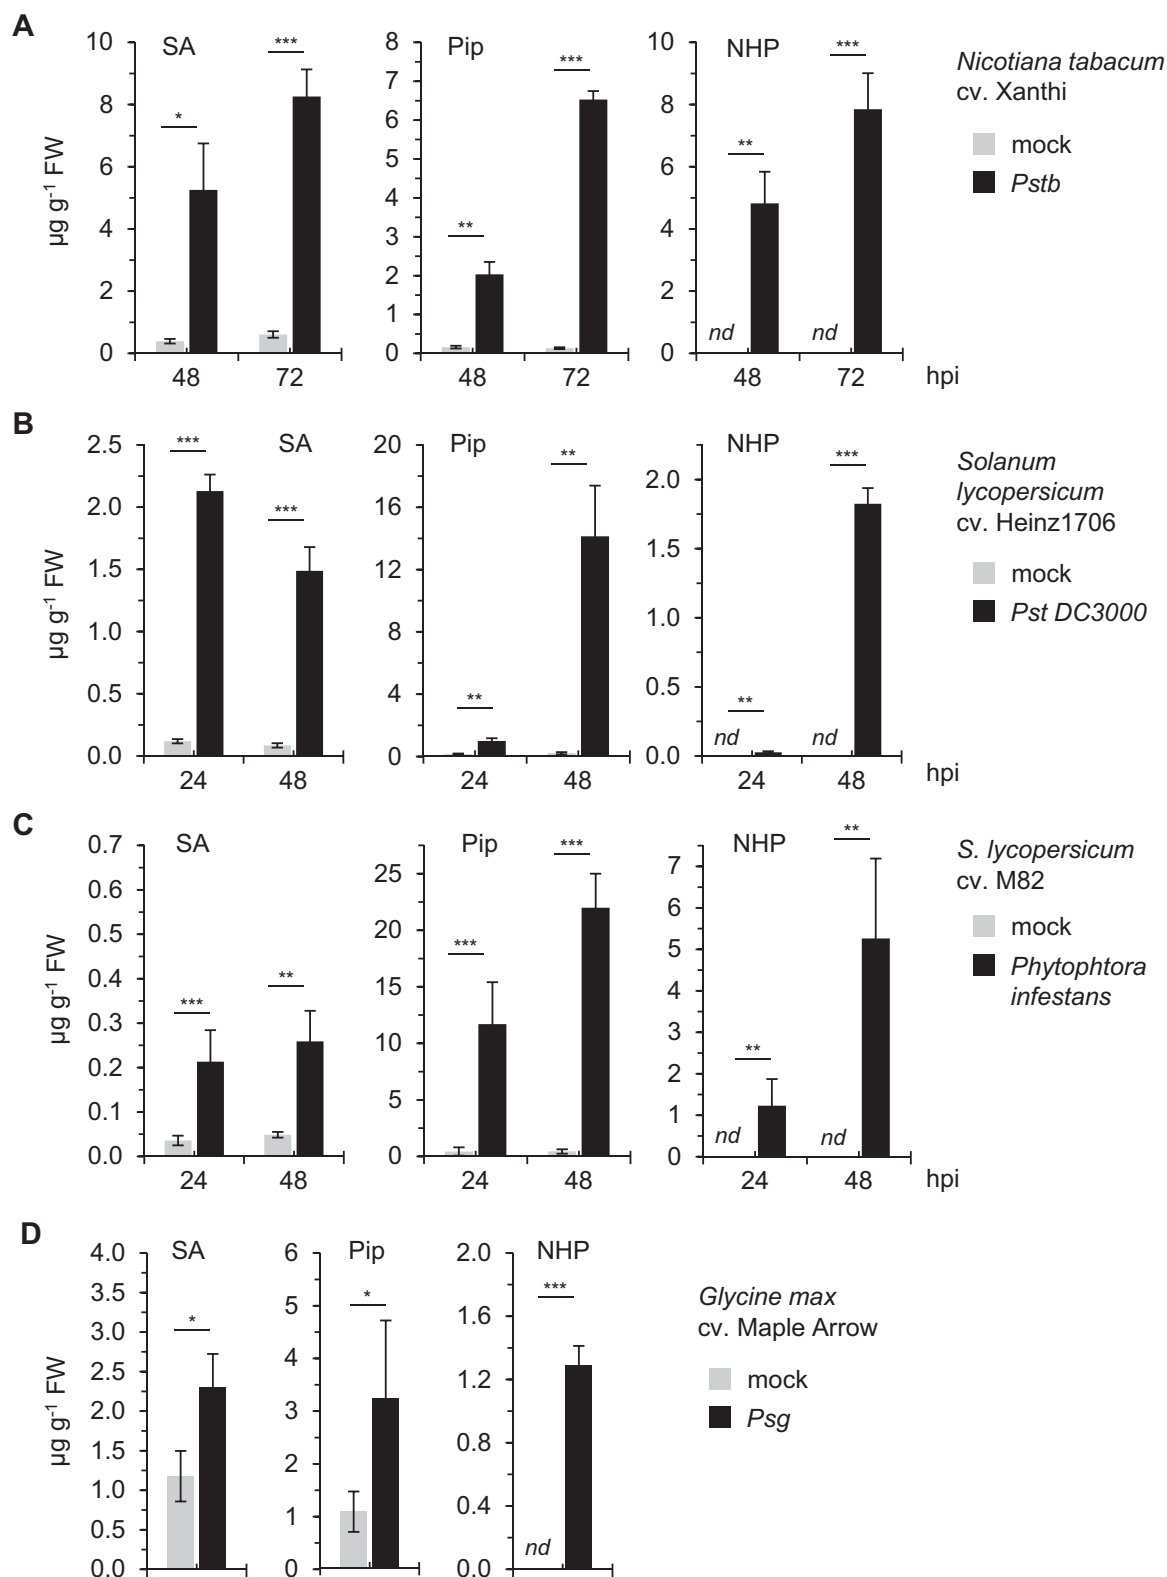 A
SA
Pip
NHP
Nicotiana tabacum
cv. Xanthi
mock
Pstb
µg g-1 FW
10
8
6
4
2
0
*
***
48
72
8
7
6
5
4
3
2
1
0
**
***
48
72
10
8
6
4
2
0
**
***
nd
nd
48
72
hpi
B
SA
Pip
NHP
Solanum
lycopersicum
cv. Heinz1706
mock
Pst DC3000
µg g-1 FW
2.5
2.0
1.5
1.0
0.5
0.0
***
***
24
48
20
16
12
8
4
0
**
**
24
48
2.0
1.5
1.0
0.5
0.0
**
***
nd
nd
24
48
hpi
C
SA
Pip
NHP
S. lycopersicum
cv. M82
mock
Phytophtora
infestans
µg g-1 FW
0.7
0.6
0.5
0.4
0.3
0.2
0.1
0.0
***
**
24
48
25
20
15
10
5
0
***
***
24
48
7
6
5
4
3
2
1
0
**
**
nd
nd
24
48
hpi
D
SA
Pip
NHP
Glycine max
cv. Maple Arrow
mock
Psg
µg g-1 FW
4.0
3.5
3.0
2.5
2.0
1.5
1.0
0.5
0.0
*
6
5
4
3
2
1
0
*
2.0
1.6
1.2
0.8
0.4
0.0
***
nd